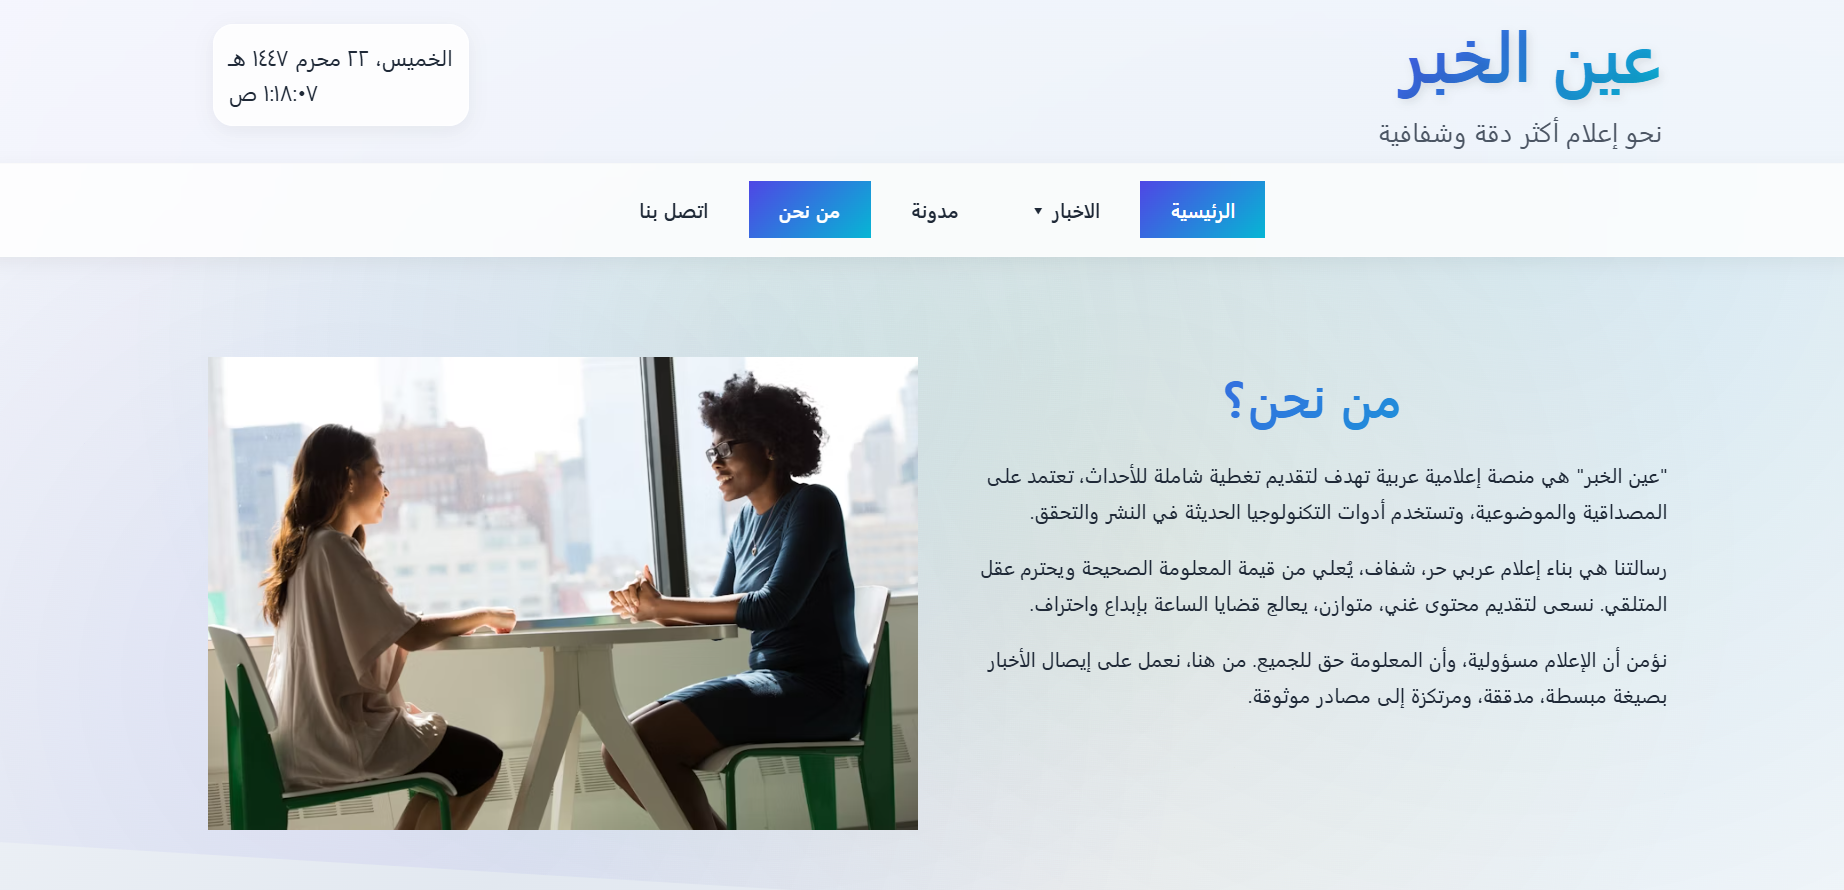 عين الخبر
نحو إعلام أكثر دقة وشفافية
الخميس، ٢٢ محرم ١٤٤٧ هـ
١:١٨:٠٧ ص
الرئيسية
الاخبار ▼
مدونة
من نحن
اتصل بنا
من نحن؟
"عين الخبر" هي منصة إعلامية عربية تهدف لتقديم تغطية شاملة للأحداث، تعتمد على
المصداقية والموضوعية، وتستخدم أدوات التكنولوجيا الحديثة في النشر والتحقق.
رسالتنا هي بناء إعلام عربي حر، شفاف، يُعلي من قيمة المعلومة الصحيحة ويحترم عقل
المتلقي. نسعى لتقديم محتوى غني، متوازن، يعالج قضايا الساعة بإبداع واحتراف.
نؤمن أن الإعلام مسؤولية، وأن المعلومة حق للجميع. من هنا، نعمل على إيصال الأخبار
بصيغة مبسطة، مدققة، ومرتكزة إلى مصادر موثوقة.